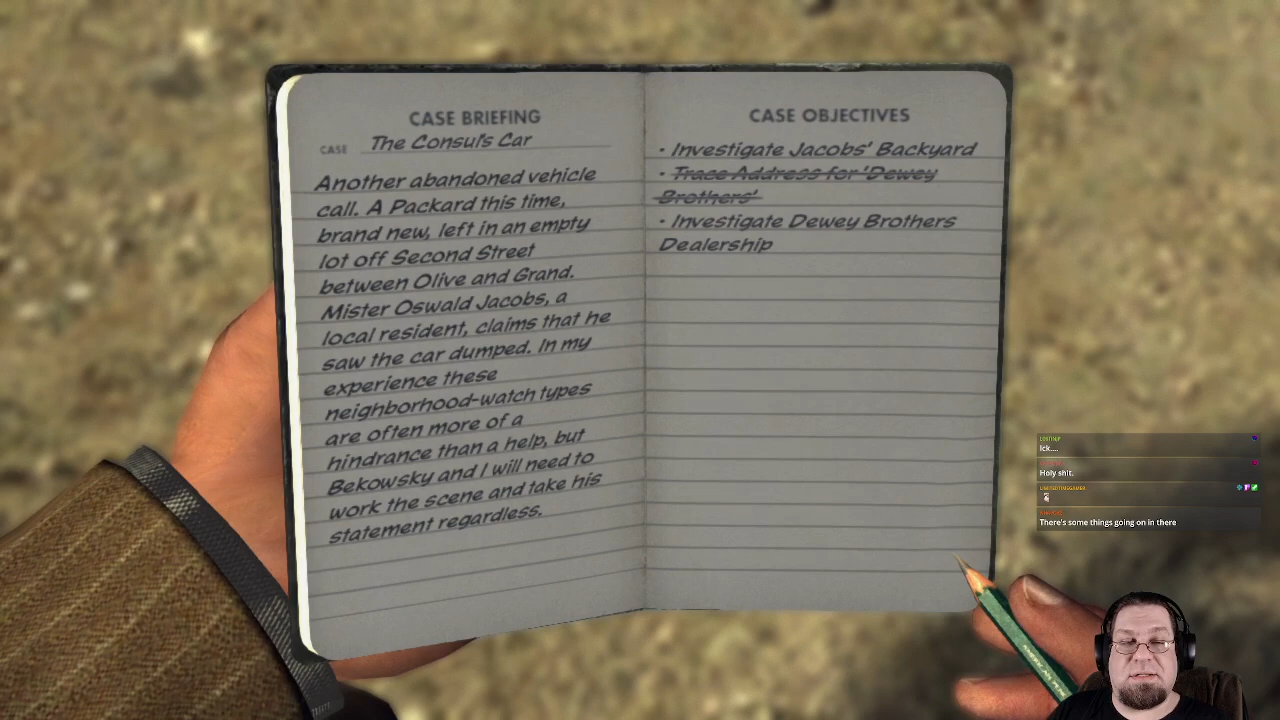 CASE BRIEFING
CASE The Consul's Car
Another abandoned vehicle
call. A Packard this time,
brand new, left in an empty
lot off Second Street
between Olive and Grand.
Mister Oswald Jacobs, a
local resident, claims that he
saw the car dumped. In my
experience these
neighborhood-watch types
are often more of a
hindrance than a help, but
Bekowsky and I will need to
work the scene and take his
statement regardless.
CASE OBJECTIVES
· Investigate Jacobs' Backyard
· Trace Address for 'Dewey
Brothers'
· Investigate Dewey Brothers
Dealership
Ick....
Holy shit.
There's some things going on in there